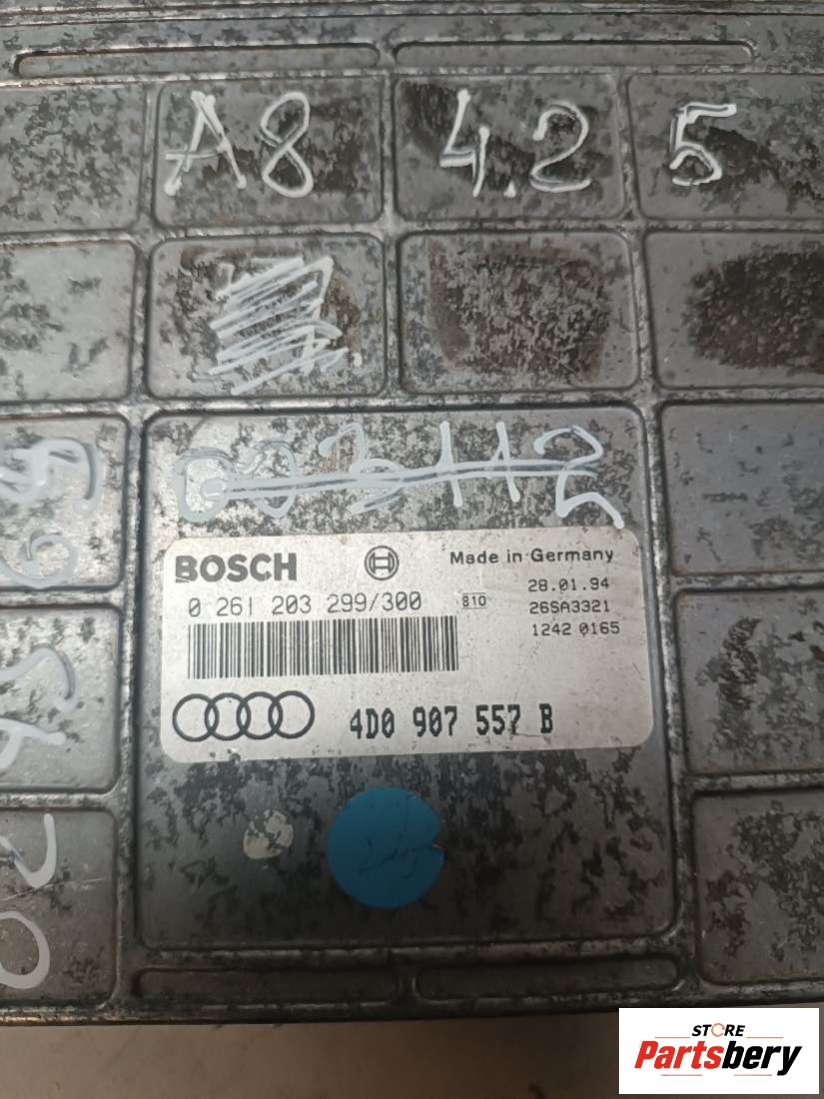 A8 4.2 5
003112
BOSCH Made in Germany
28.01.94
0 261 203 299/300 810 26SA3321
1242 0165
4D0 907 557 B
STORE
Partsbery